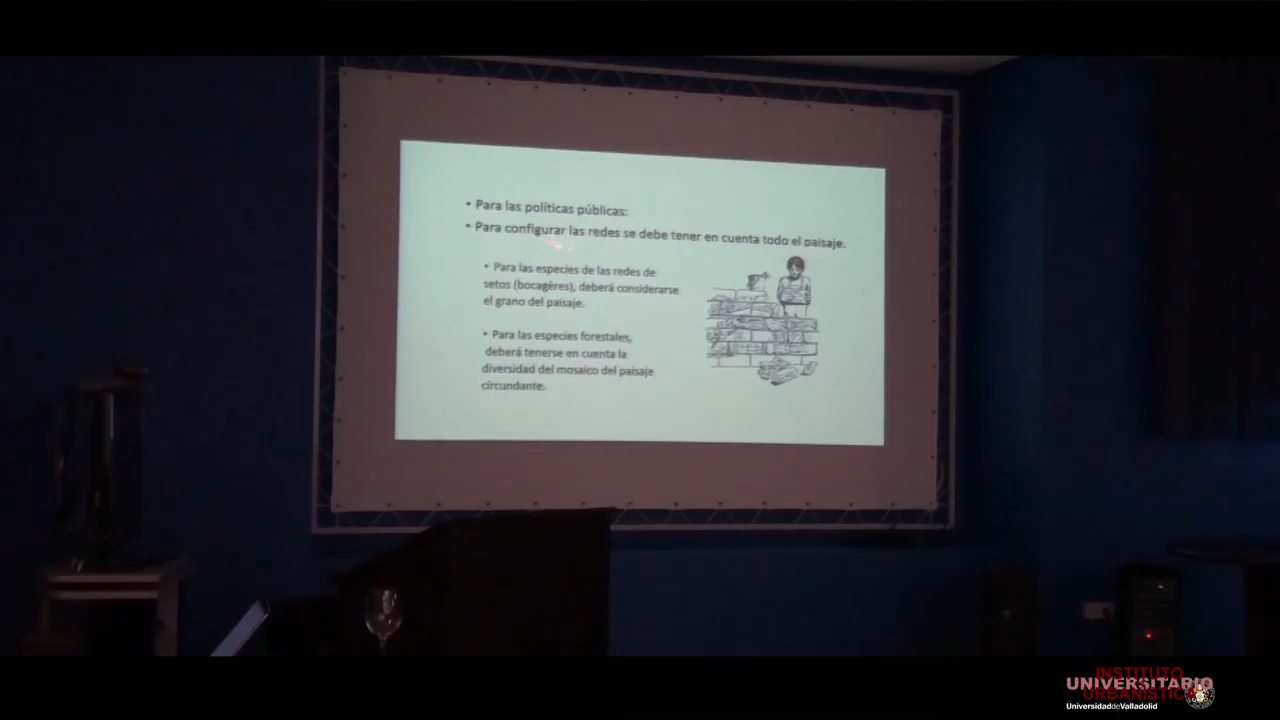 • Para las políticas públicas:
• Para configurar las redes se debe tener en cuenta todo el paisaje.
• Para las especies de las redes de
setos (bocagères), deberá considerarse
el grano del paisaje.
• Para las especies forestales,
deberá tenerse en cuenta la
diversidad del mosaico del paisaje
circundante.
INSTITUTO
UNIVERSITARIO
URBANÍSTICA
UniversidaddeValladolid